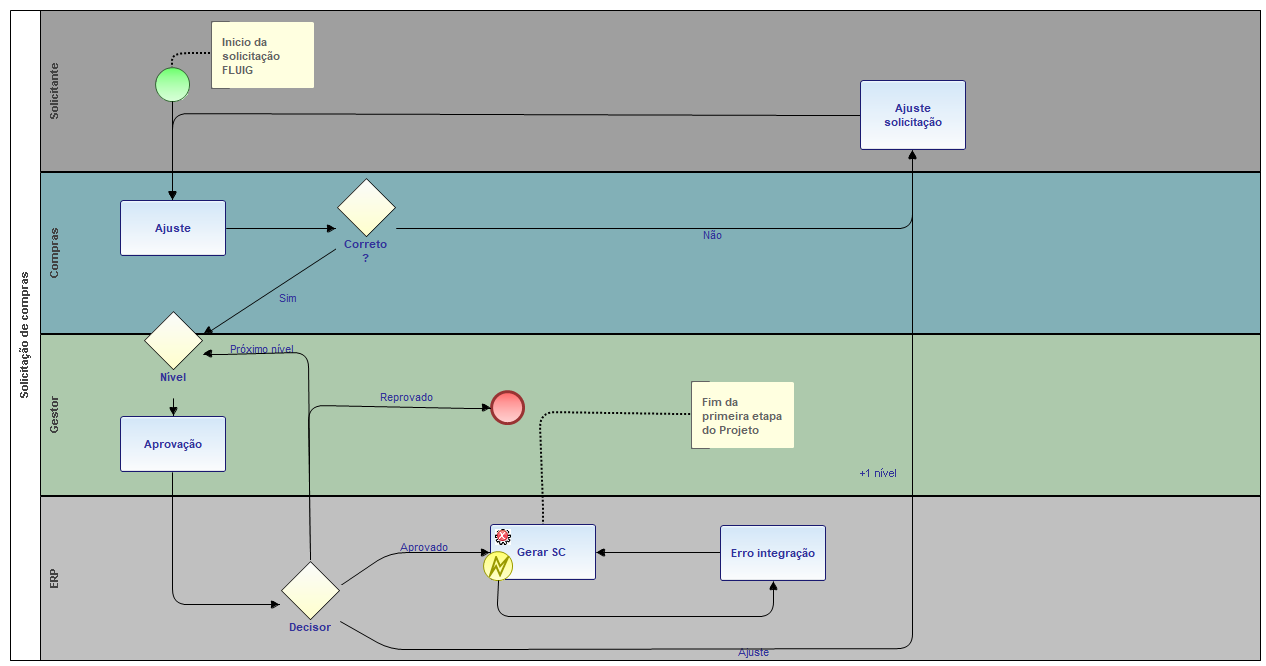 Solicitação de compras
Solicitante
Inicio da
solicitação
FLUIG
Ajuste
solicitação
Compras
Ajuste
Correto
?
Não
Sim
Gestor
Nível
Próximo nível
Reprovado
Fim da
primeira etapa
do Projeto
Aprovação
+1 nível
ERP
Aprovado
Gerar SC
Erro integração
Decisor
Ajuste